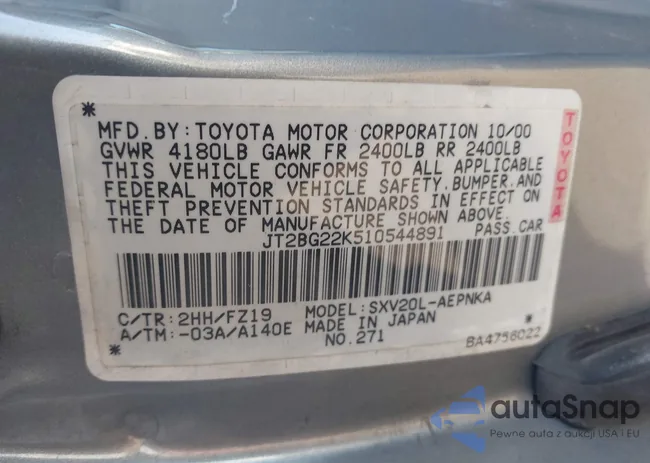 *
MFD. BY: TOYOTA MOTOR CORPORATION 10/00
GVWR 4180LB GAWR FR 2400LB RR 2400LB
THIS VEHICLE CONFORMS TO ALL APPLICABLE
FEDERAL MOTOR VEHICLE SAFETY, BUMPER, AND
THEFT PREVENTION STANDARDS IN EFFECT ON
THE DATE OF MANUFACTURE SHOWN ABOVE.
JT2BG22K510544891 PASS. CAR
TOYOTA
C/TR: 2HH/FZ19 MODEL: SXV20L-AEPNKA
A/TM: -03A/A140E MADE IN JAPAN
* NO. 271 BA4758022
autoSnap
Pewne auta z aukcji USA i EU